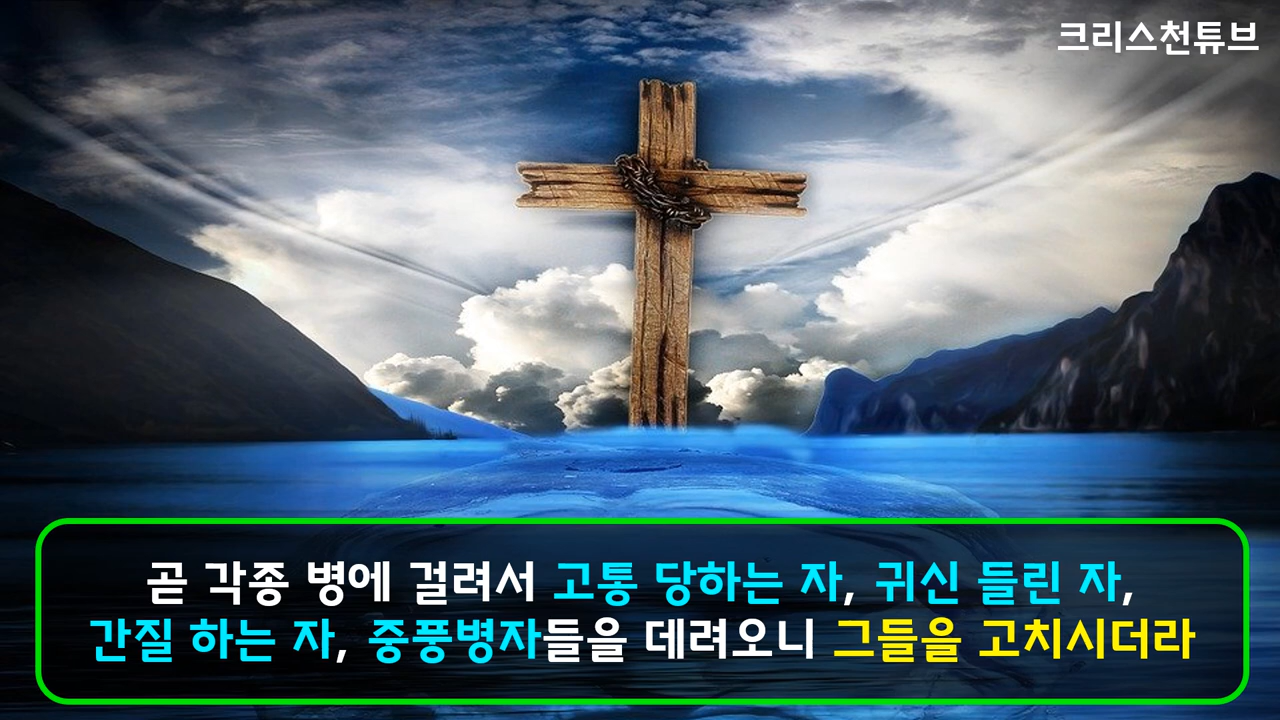 크리스천튜브
곧 각종 병에 걸려서 고통 당하는 자, 귀신 들린 자,
간질 하는 자, 중풍병자들을 데려오니 그들을 고치시더라